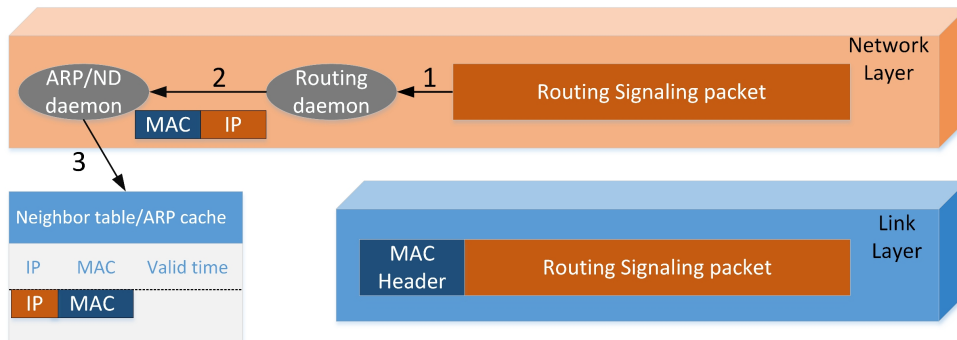 Network
Layer
ARP/ND
daemon
2
Routing
daemon
1
Routing Signaling packet
MAC IP
3
Neighbor table/ARP cache
IP MAC Valid time
IP MAC
Link
Layer
MAC
Header
Routing Signaling packet